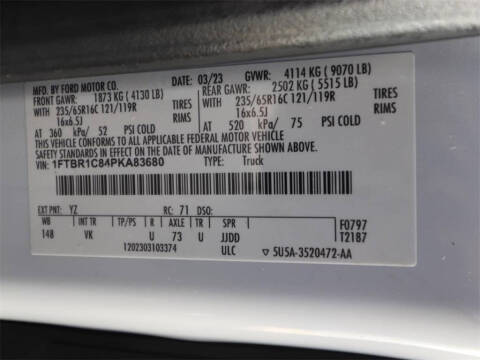 MFD. BY FORD MOTOR CO.
DATE: 03/23 GVWR: 4114 KG ( 9070 LB)
FRONT GAWR: 1873 KG ( 4130 LB)
REAR GAWR: 2502 KG ( 5515 LB)
WITH 235/65R16C 121/119R TIRES
WITH 235/65R16C 121/119R TIRES
16x6.5J RIMS
16x6.5J RIMS
AT 360 kPa/ 52 PSI COLD
AT 520 kPa/ 75 PSI COLD
THIS VEHICLE CONFORMS TO ALL APPLICABLE FEDERAL MOTOR VEHICLE
SAFETY STANDARDS IN EFFECT ON THE DATE OF MANUFACTURE SHOWN ABOVE.
VIN: 1FTBR1C84PKA83680
TYPE: Truck
EXT PNT: YZ RC: 71 DSO:
WB INT TR TP/PS R AXLE TR SPR
148 VK U 73 U JJDD
F0797
T2187
1202303103374 ULC
5U5A-3520472-AA